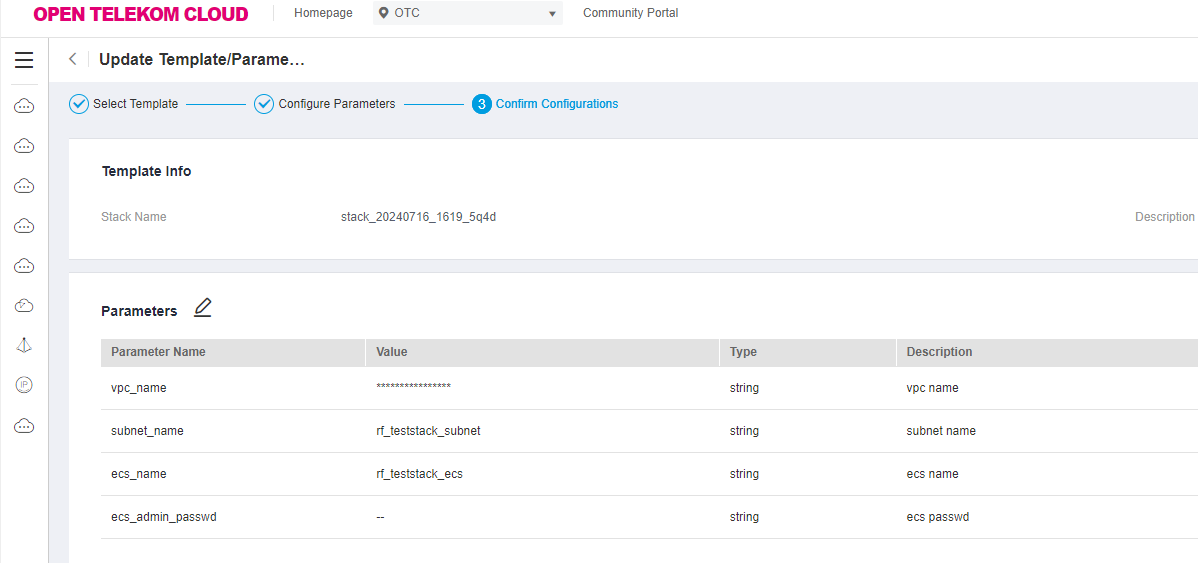 OPEN TELEKOM CLOUD Homepage OTC Community Portal
Update Template/Parame...
Select Template Configure Parameters 3 Confirm Configurations
Template Info
Stack Name stack_20240716_1619_5q4d Description
Parameters
Parameter Name Value Type Description
vpc_name **************** string vpc name
subnet_name rf_teststack_subnet string subnet name
ecs_name rf_teststack_ecs string ecs name
ecs_admin_passwd -- string ecs passwd
IP